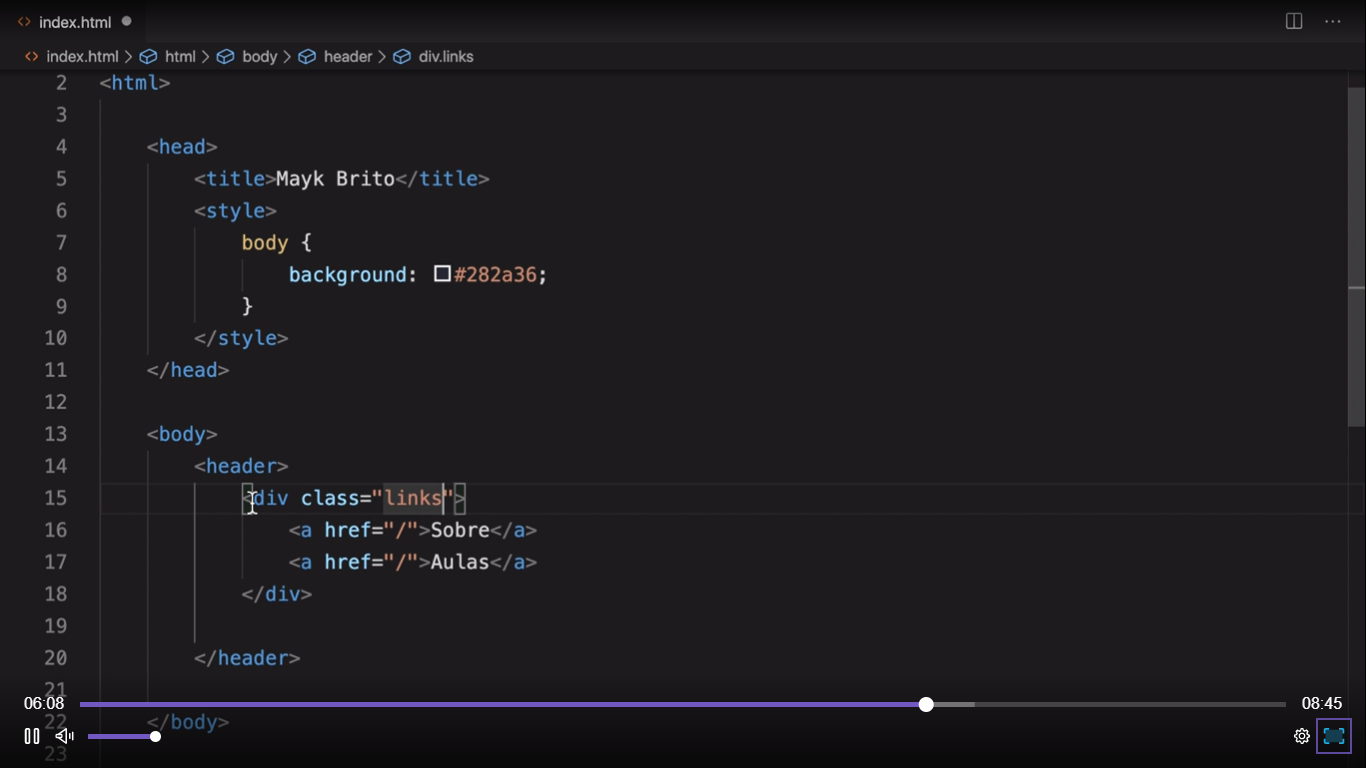 index.html
index.html > html > body > header > div.links
2 <html>
3
4 <head>
5 <title>Mayk Brito</title>
6 <style>
7 body {
8 background: #282a36;
9 }
10 </style>
11 </head>
12
13 <body>
14 <header>
15 <div class="links">
16 <a href="/">Sobre</a>
17 <a href="/">Aulas</a>
18 </div>
19
20 </header>
21
06:08 08:45
22 </body>
23